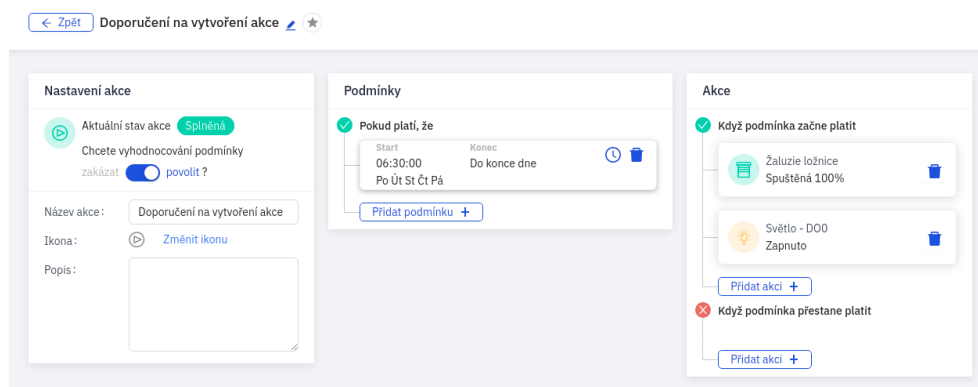 Zpět Doporučení na vytvoření akce
Nastavení akce
Aktuální stav akce Splněná
Chcete vyhodnocování podmínky
zakázat povolit ?
Název akce : Doporučení na vytvoření akce
Ikona : Změnit ikonu
Popis :
Podmínky
Pokud platí, že
Start Konec
06:30:00 Do konce dne
Po Út St Čt Pá
Přidat podmínku +
Akce
Když podmínka začne platit
Žaluzie ložnice
Spuštěná 100%
Světlo - DO0
Zapnuto
Přidat akci +
Když podmínka přestane platit
Přidat akci +